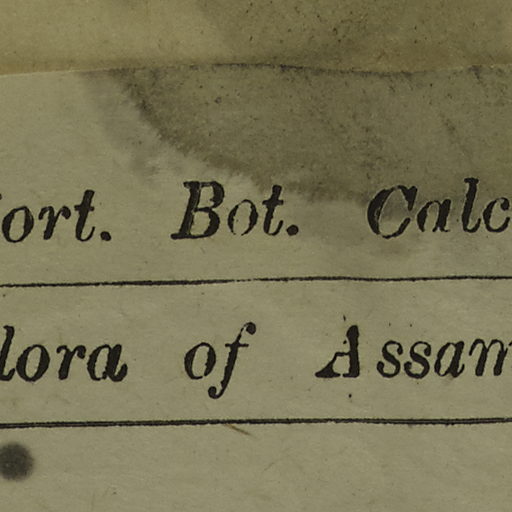 ort. Bot. Calc
lora of Assam